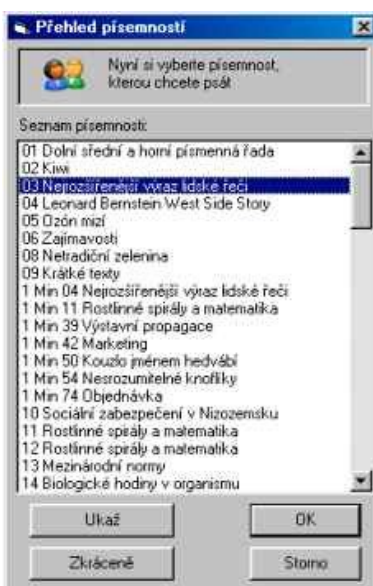 Přehled písemností
Nyní si vyberte písemnost,
kterou chcete psát
Seznam písemností:
01 Dolní střední a horní písmenná řada
02 Kiwi
03 Nejrozšířenější výraz lidské řeči
04 Leonard Bernstein West Side Story
05 Ozón mizí
06 Zajímavosti
08 Netradiční zelenina
09 Krátké texty
1 Min 04 Nejrozšířenější výraz lidské řeči
1 Min 11 Rostlinné spirály a matematika
1 Min 39 Výstavní propagace
1 Min 42 Marketing
1 Min 50 Kouzlo jménem hedvábí
1 Min 54 Nesrozumitelné knoflíky
1 Min 74 Objednávka
10 Sociální zabezpečení v Nizozemsku
11 Rostlinné spirály a matematika
12 Rostlinné spirály a matematika
13 Mezinárodní normy
14 Biologické hodiny v organismu
Ukaž OK
Zkráceně Storno